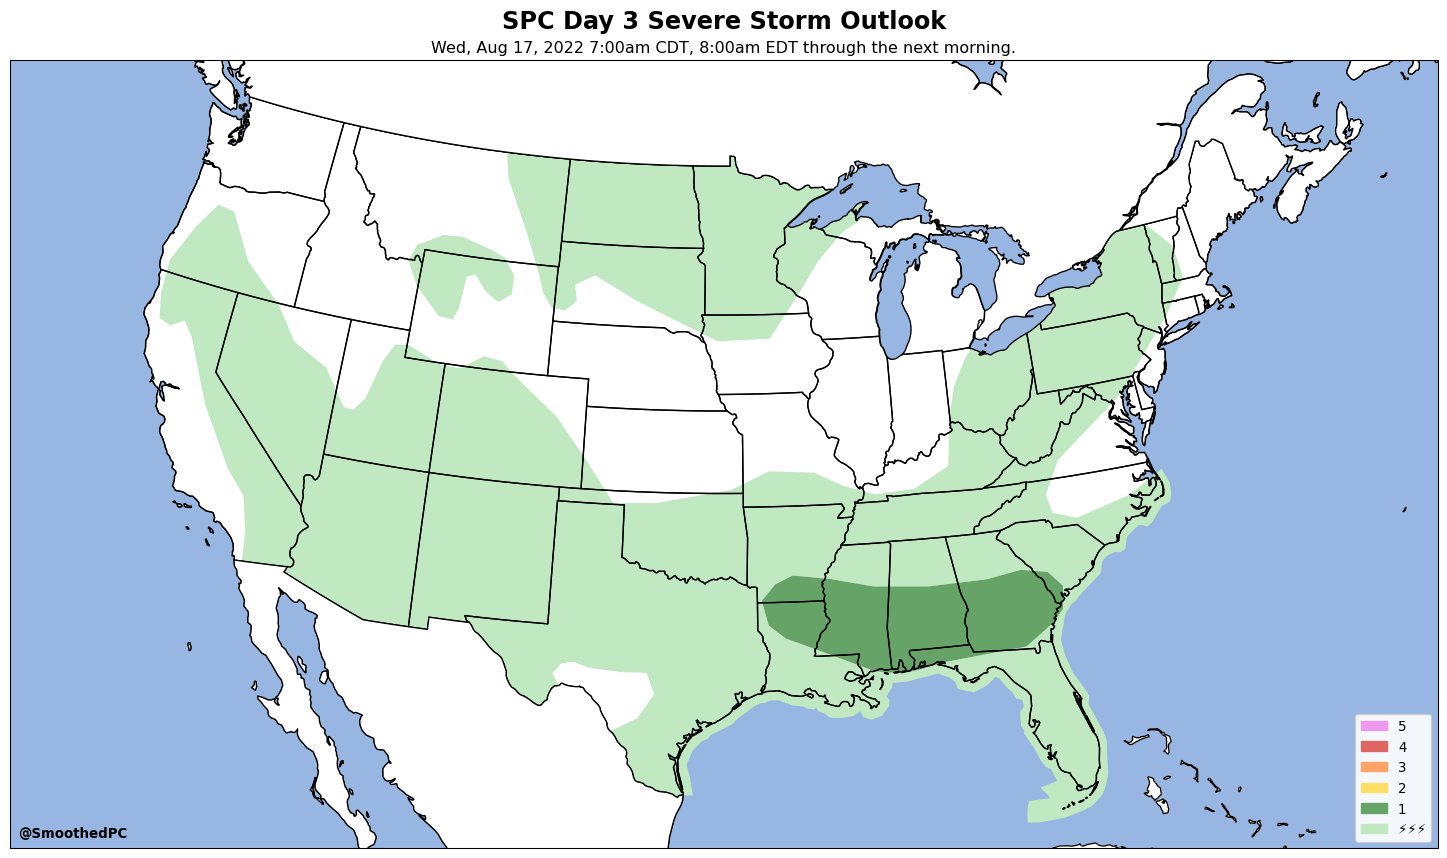 SPC Day 3 Severe Storm Outlook
Wed, Aug 17, 2022 7:00am CDT, 8:00am EDT through the next morning.
5
4
3
2
1
⚡⚡⚡
@SmoothedPC